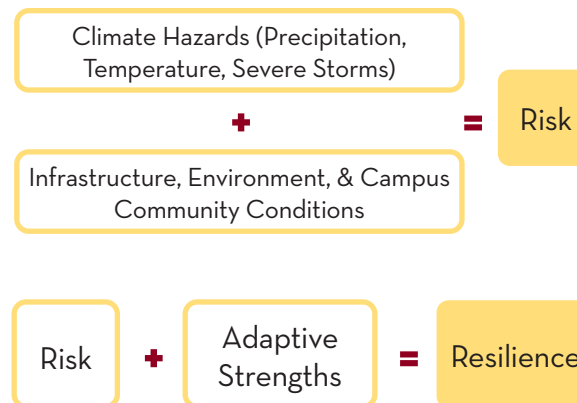 Climate Hazards (Precipitation,
Temperature, Severe Storms)
+
= Risk
Infrastructure, Environment, & Campus
Community Conditions
Risk + Adaptive
Strengths = Resilience